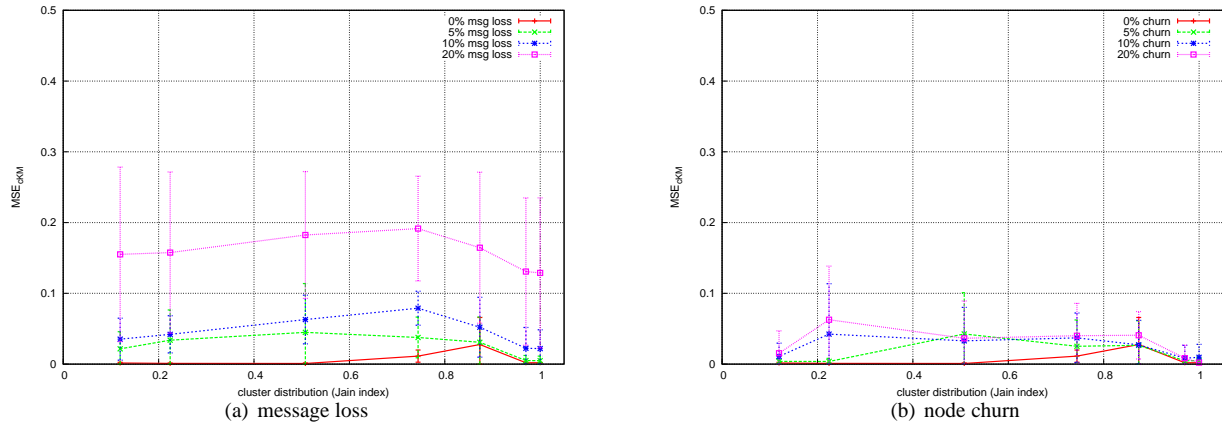 0.5
0.4
0.3
0.2
0.1
0
MSE_dKM
0 0.2 0.4 0.6 0.8 1
cluster distribution (Jain index)
0% msg loss
5% msg loss
10% msg loss
20% msg loss
(a) message loss
0.5
0.4
0.3
0.2
0.1
0
MSE_dKM
0 0.2 0.4 0.6 0.8 1
cluster distribution (Jain index)
0% churn
5% churn
10% churn
20% churn
(b) node churn